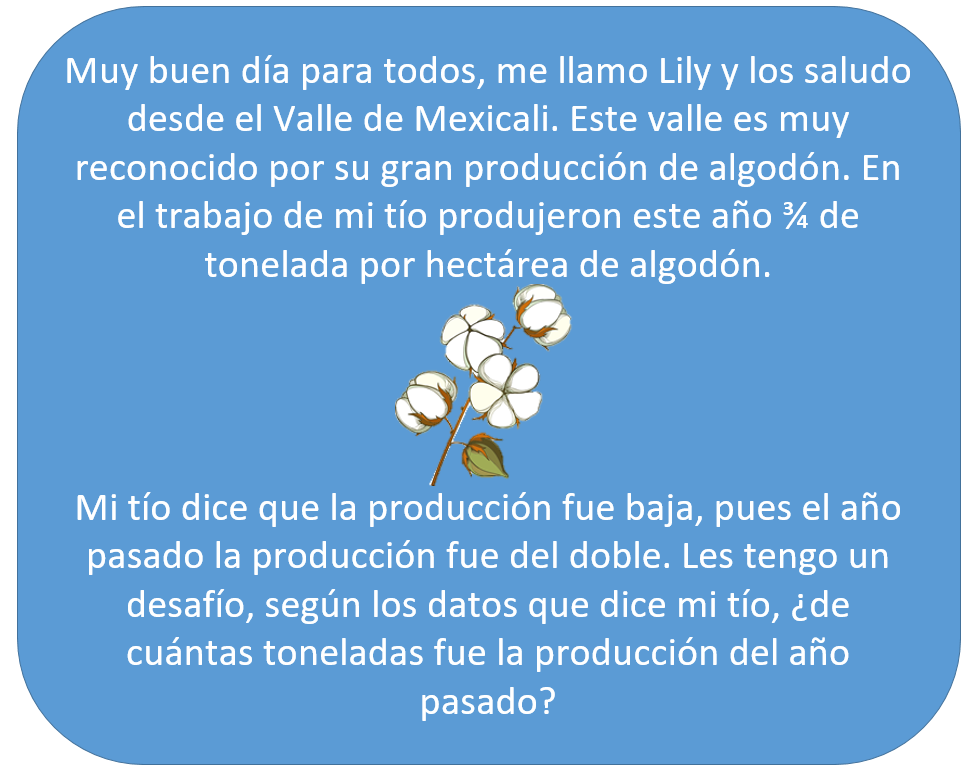 Muy buen día para todos, me llamo Lily y los saludo
desde el Valle de Mexicali. Este valle es muy
reconocido por su gran producción de algodón. En
el trabajo de mi tío produjeron este año ¾ de
tonelada por hectárea de algodón.
Mi tío dice que la producción fue baja, pues el año
pasado la producción fue del doble. Les tengo un
desafío, según los datos que dice mi tío, ¿de
cuántas toneladas fue la producción del año
pasado?